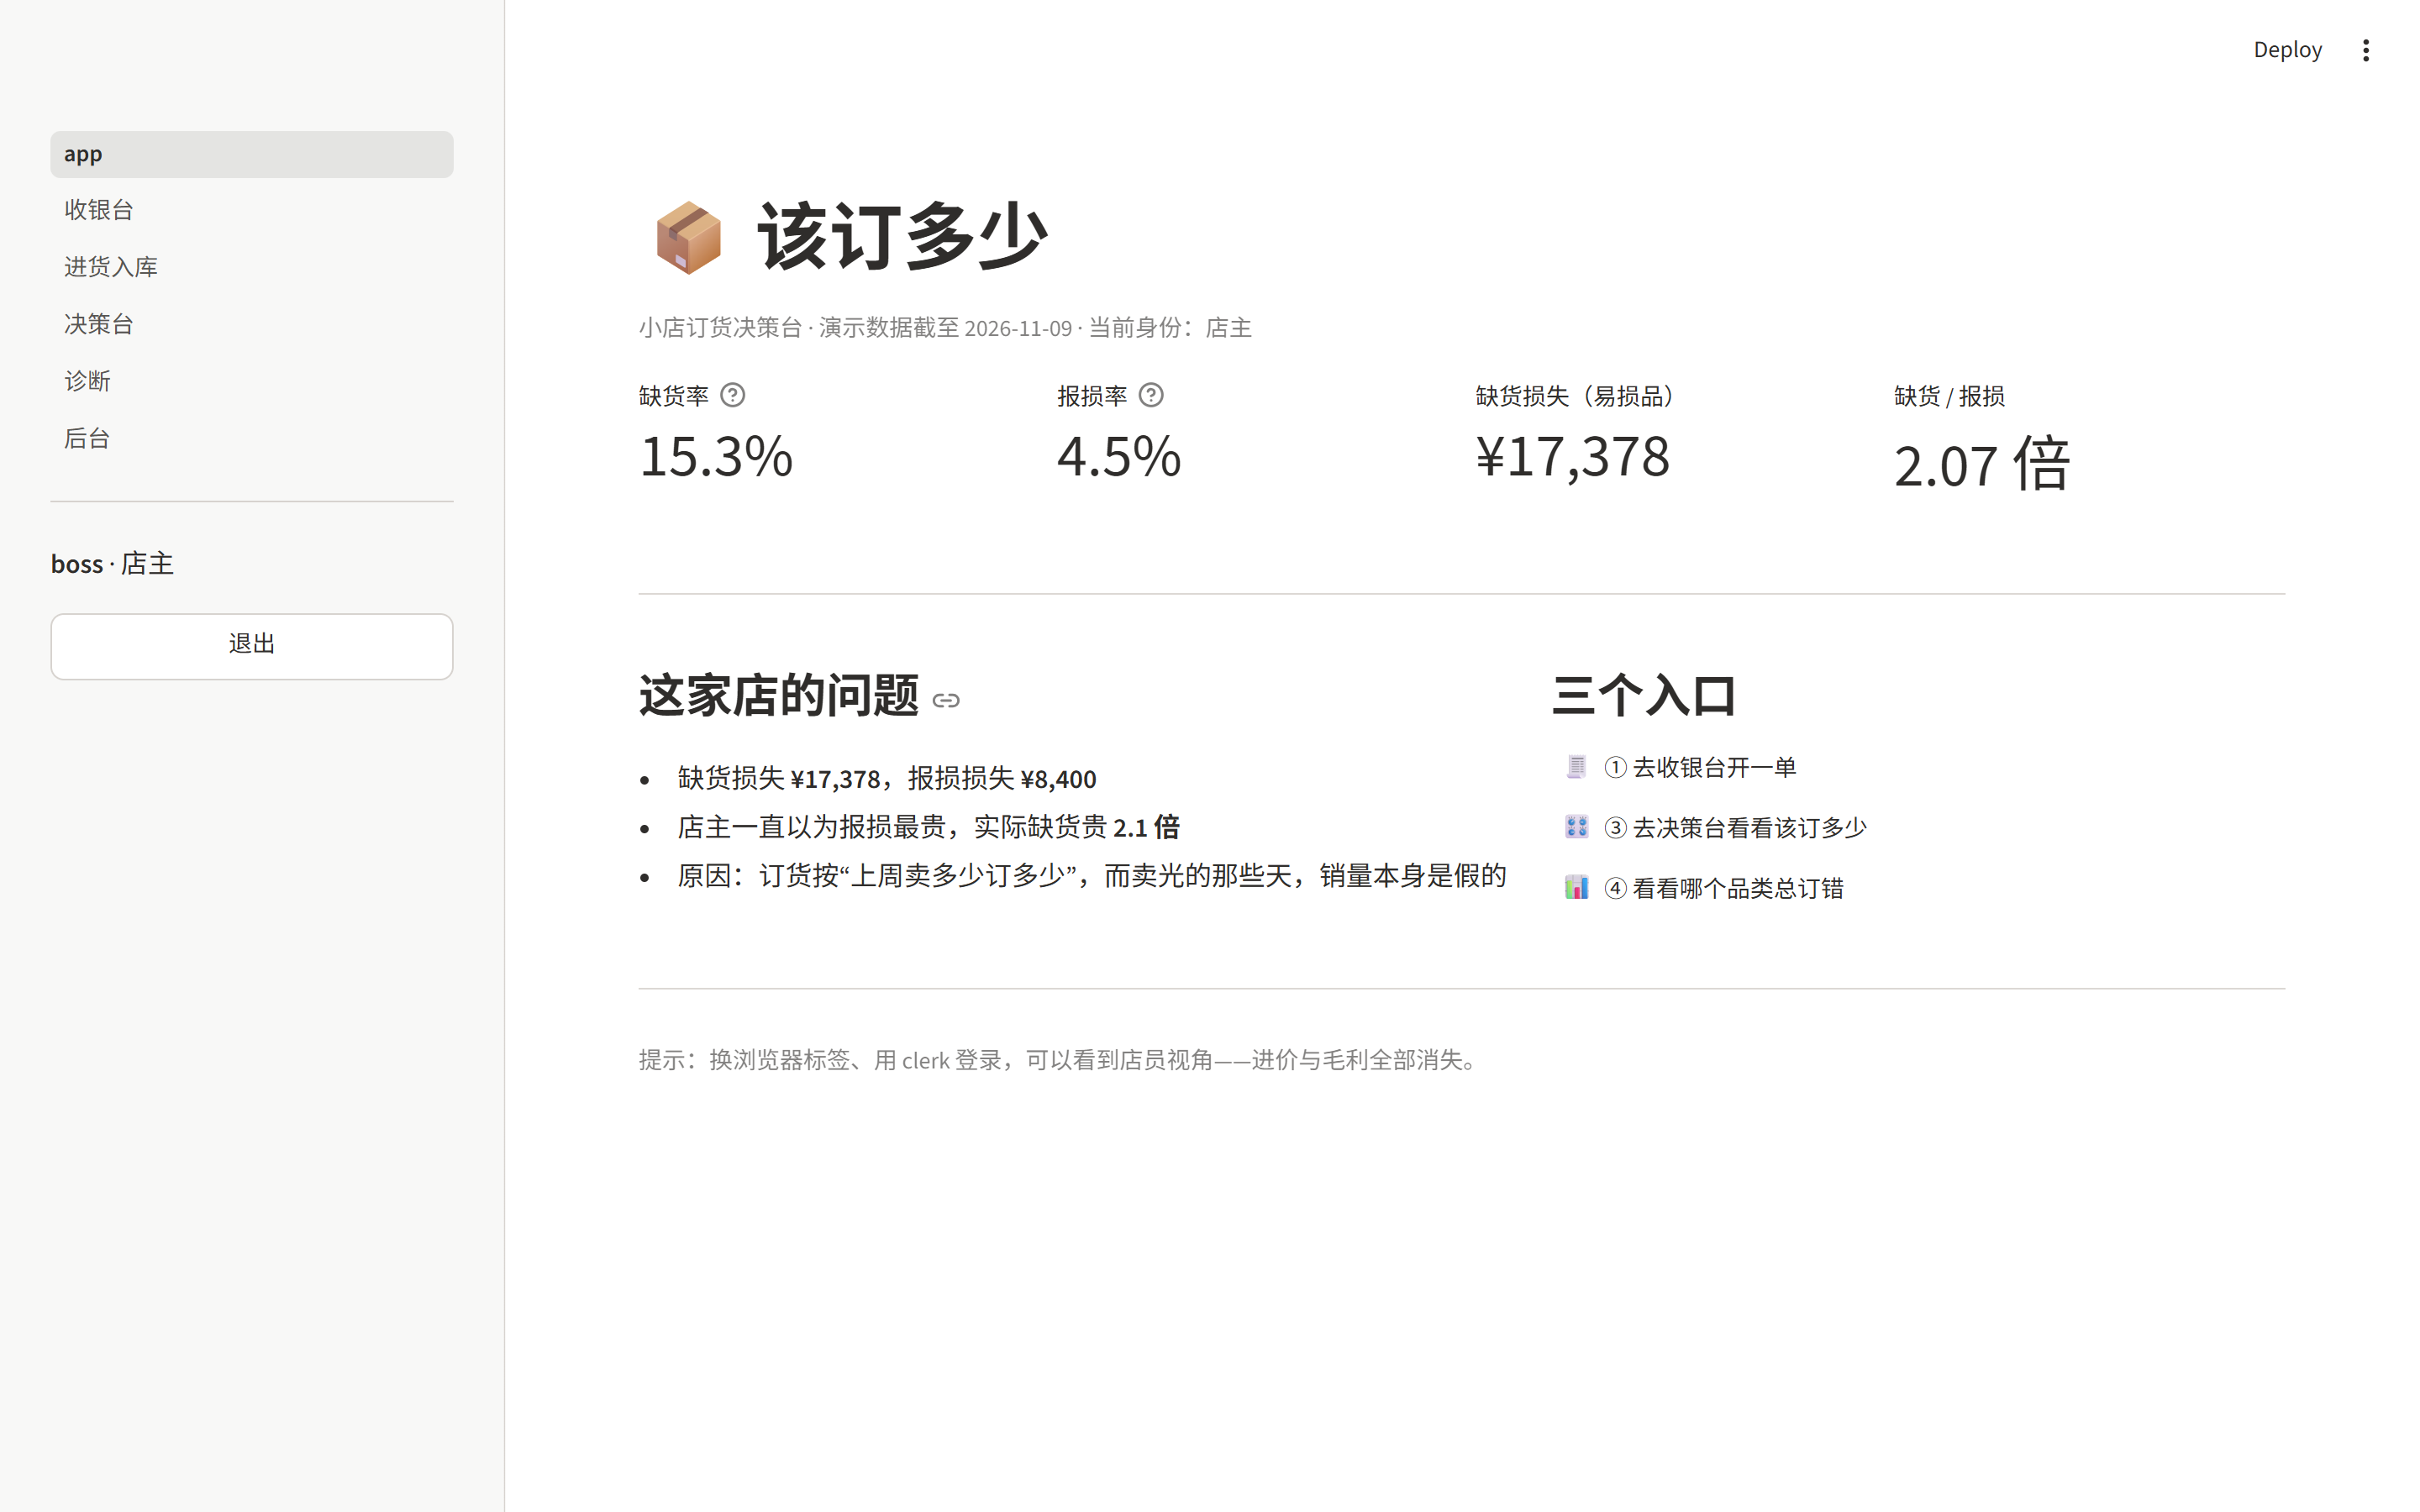 Deploy
app
收银台
进货入库
决策台
诊断
后台
boss · 店主
退出
该订多少
小店订货决策台 · 演示数据截至 2026-11-09 · 当前身份：店主
缺货率
15.3%
报损率
4.5%
缺货损失（易损品）
¥17,378
缺货 / 报损
2.07 倍
这家店的问题
缺货损失 ¥17,378，报损损失 ¥8,400
店主一直以为报损最贵，实际缺货贵 2.1 倍
原因：订货按“上周卖多少订多少”，而卖光的那些天，销量本身是假的
三个入口
① 去收银台开一单
③ 去决策台看看该订多少
④ 看看哪个品类总订错
提示：换浏览器标签、用 clerk 登录，可以看到店员视角——进价与毛利全部消失。